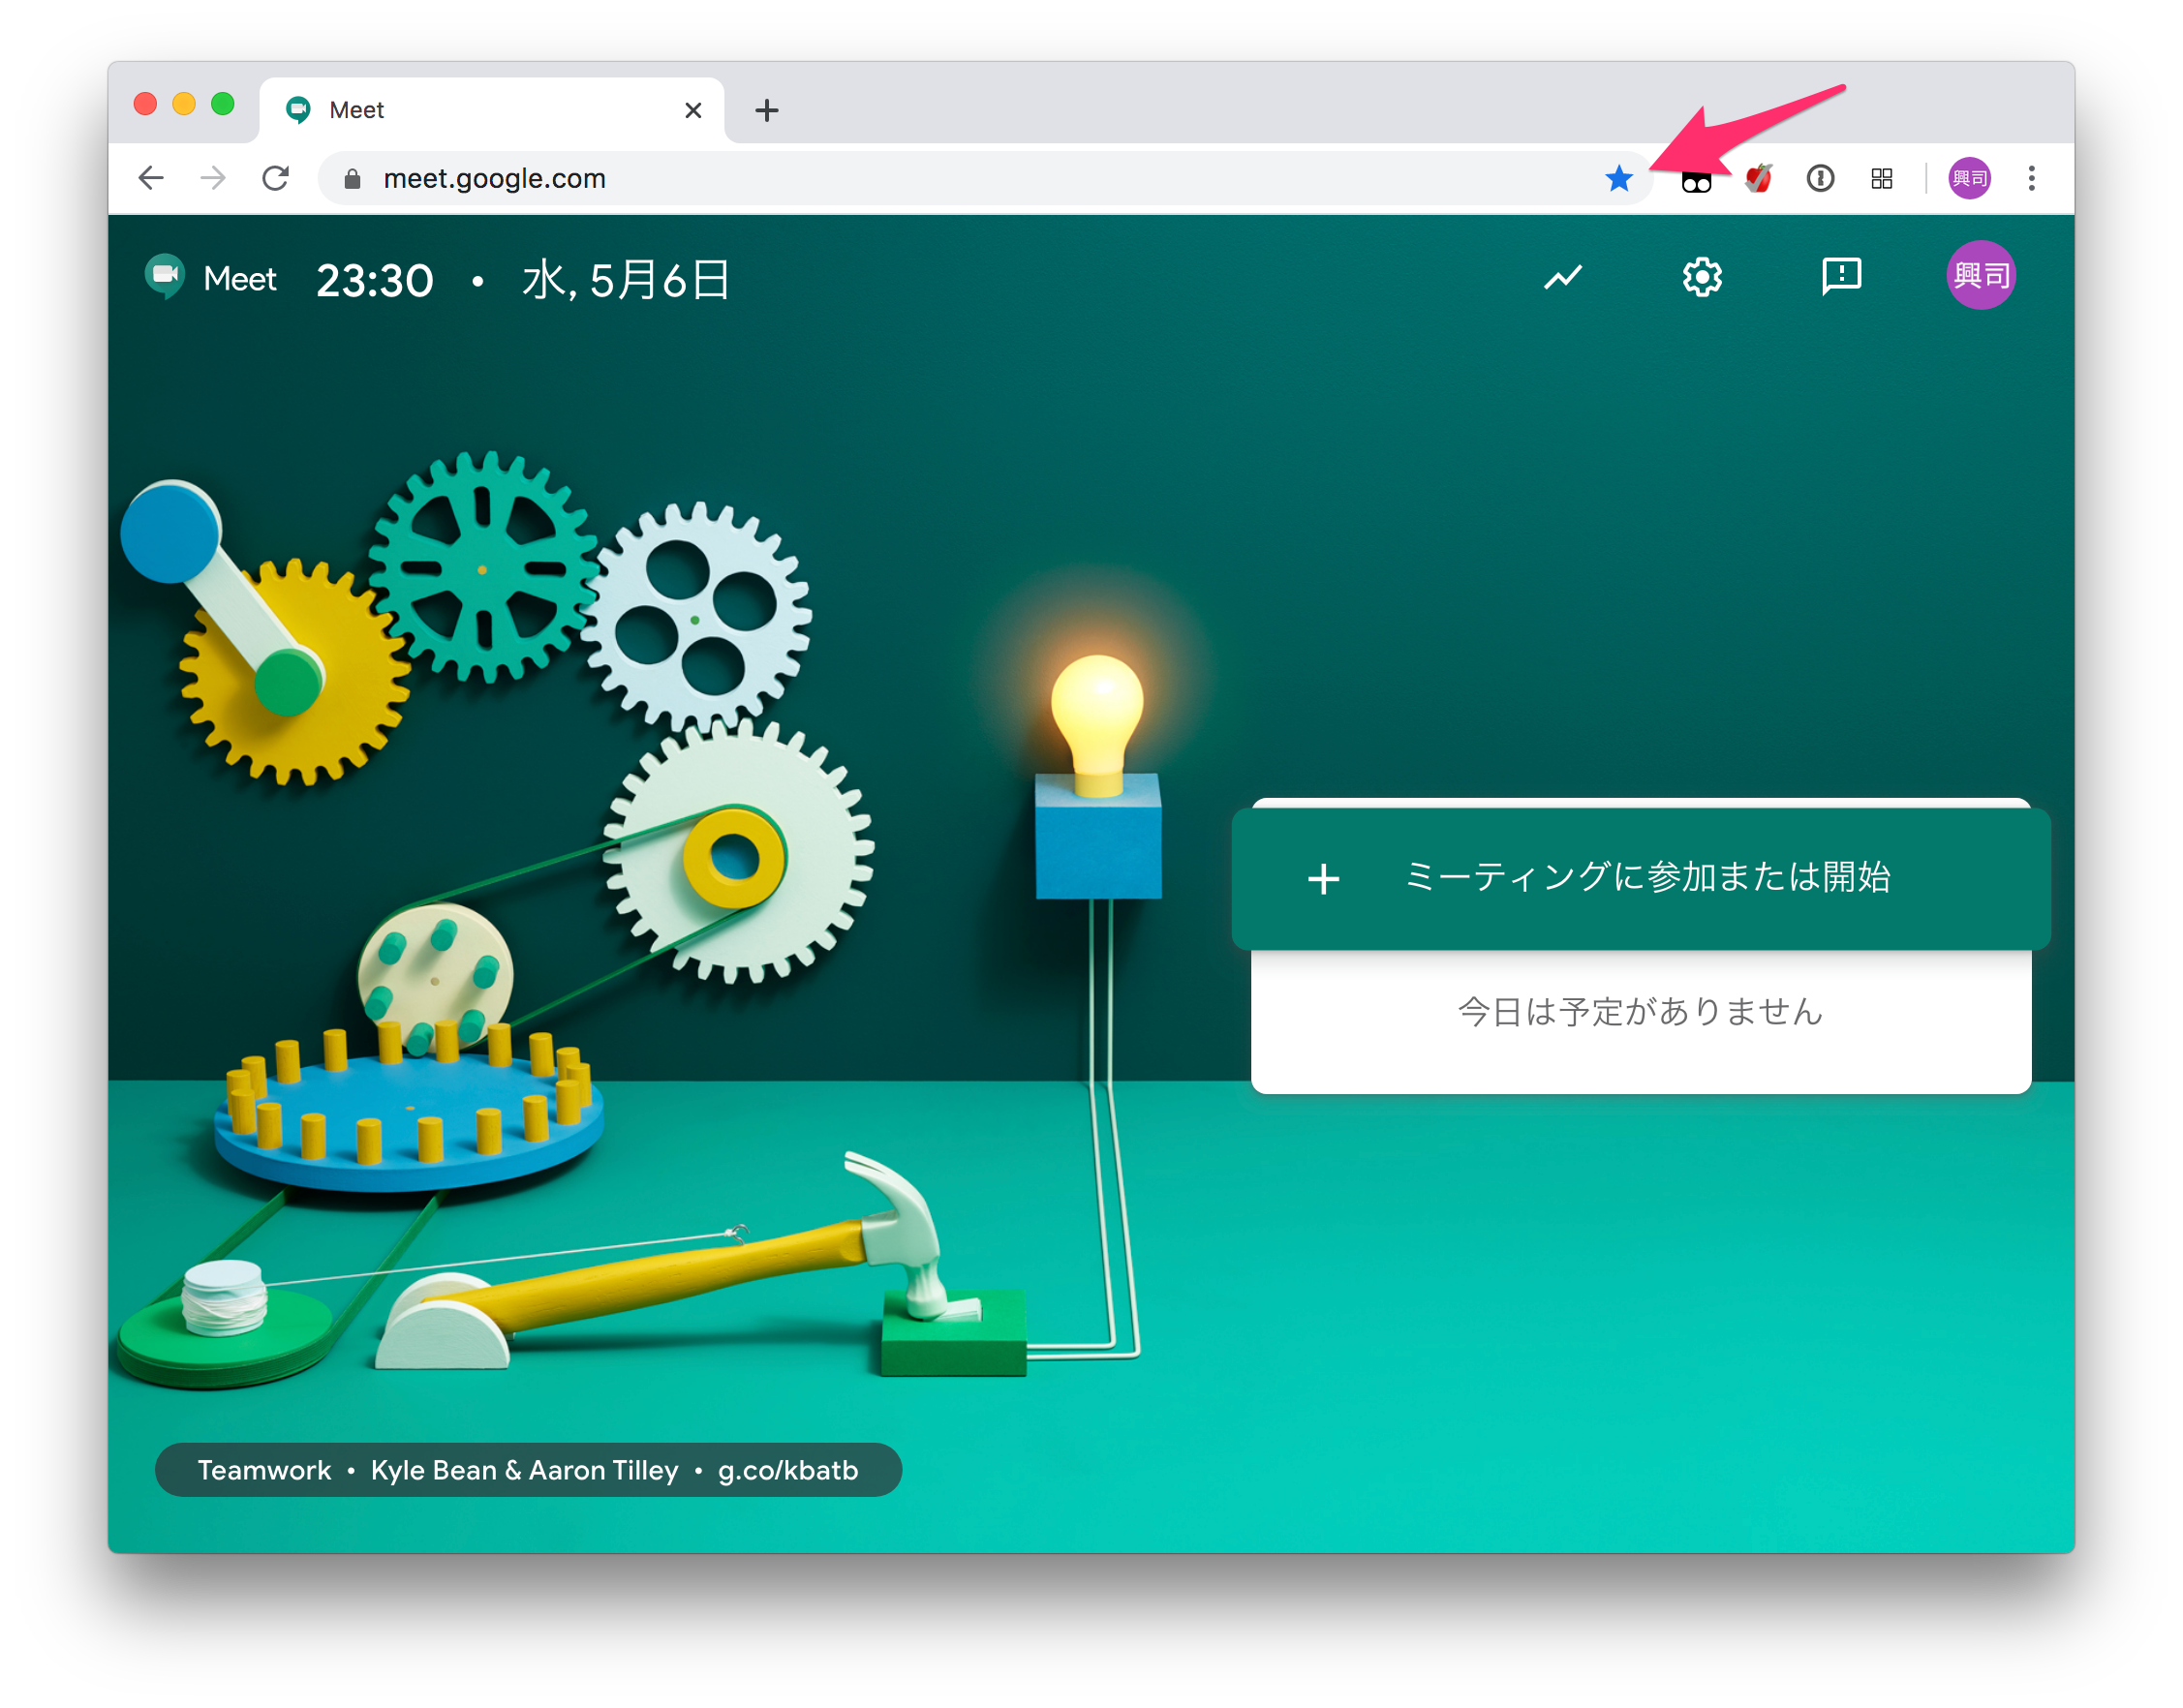 Meet
meet.google.com
興司
Meet 23:30 • 水, 5月6日
興司
ミーティングに参加または開始
今日は予定がありません
Teamwork • Kyle Bean & Aaron Tilley • g.co/kbatb